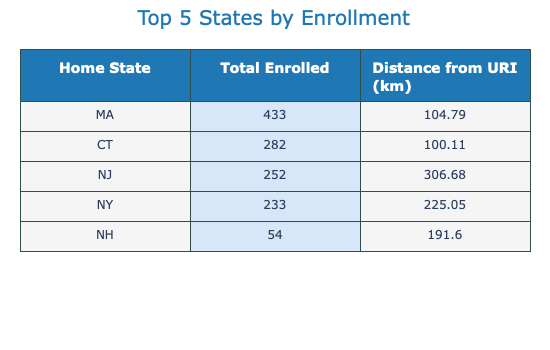 Top 5 States by Enrollment
Home State Total Enrolled Distance from URI (km)
MA 433 104.79
CT 282 100.11
NJ 252 306.68
NY 233 225.05
NH 54 191.6